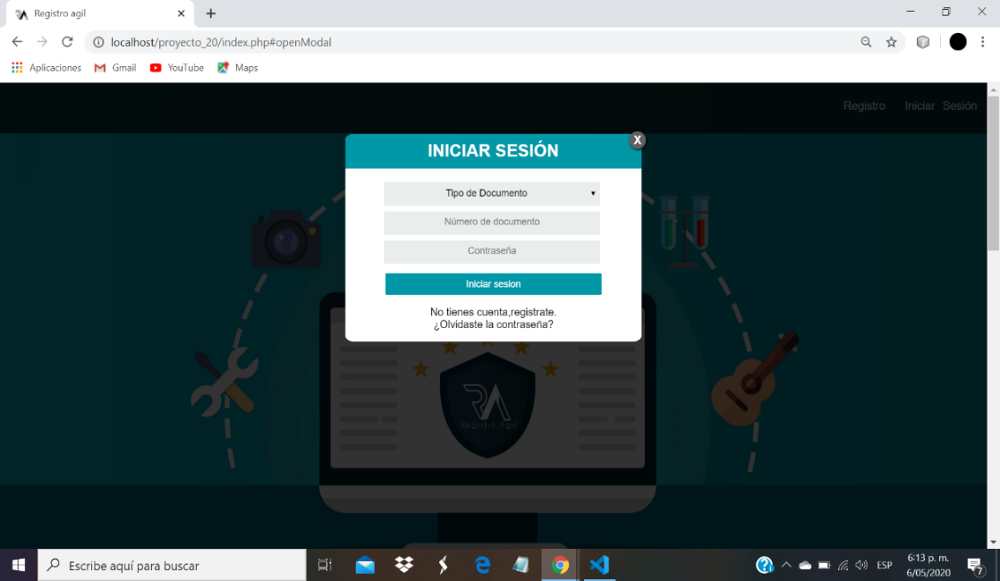 Registro agil
localhost/proyecto_20/index.php#openModal
Aplicaciones Gmail YouTube Maps
Registro Iniciar Sesión
INICIAR SESIÓN X
Tipo de Documento
Número de documento
Contraseña
Iniciar sesion
No tienes cuenta,registrate.
¿Olvidaste la contraseña?
RA
Registro Agil
Escribe aquí para buscar
ESP
6:13 p. m.
6/05/2020
7